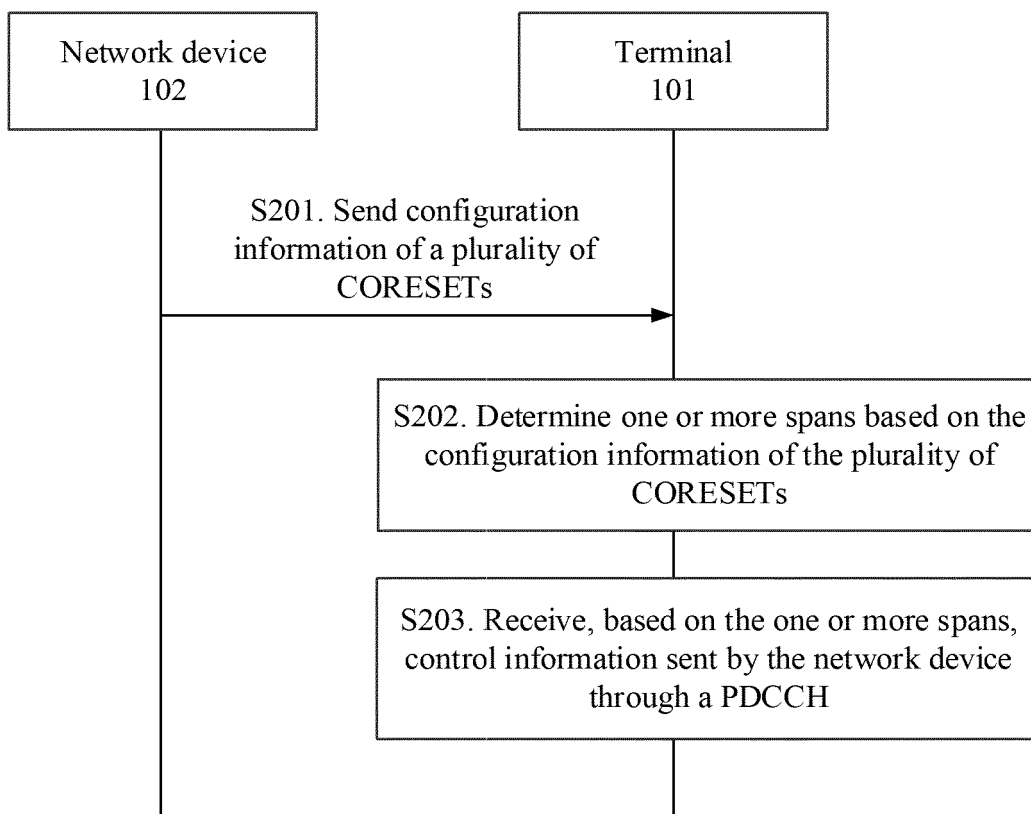 Network device
102
Terminal
101
S201. Send configuration
information of a plurality of
CORESETs
S202. Determine one or more spans based on the
configuration information of the plurality of
CORESETs
S203. Receive, based on the one or more spans,
control information sent by the network device
through a PDCCH